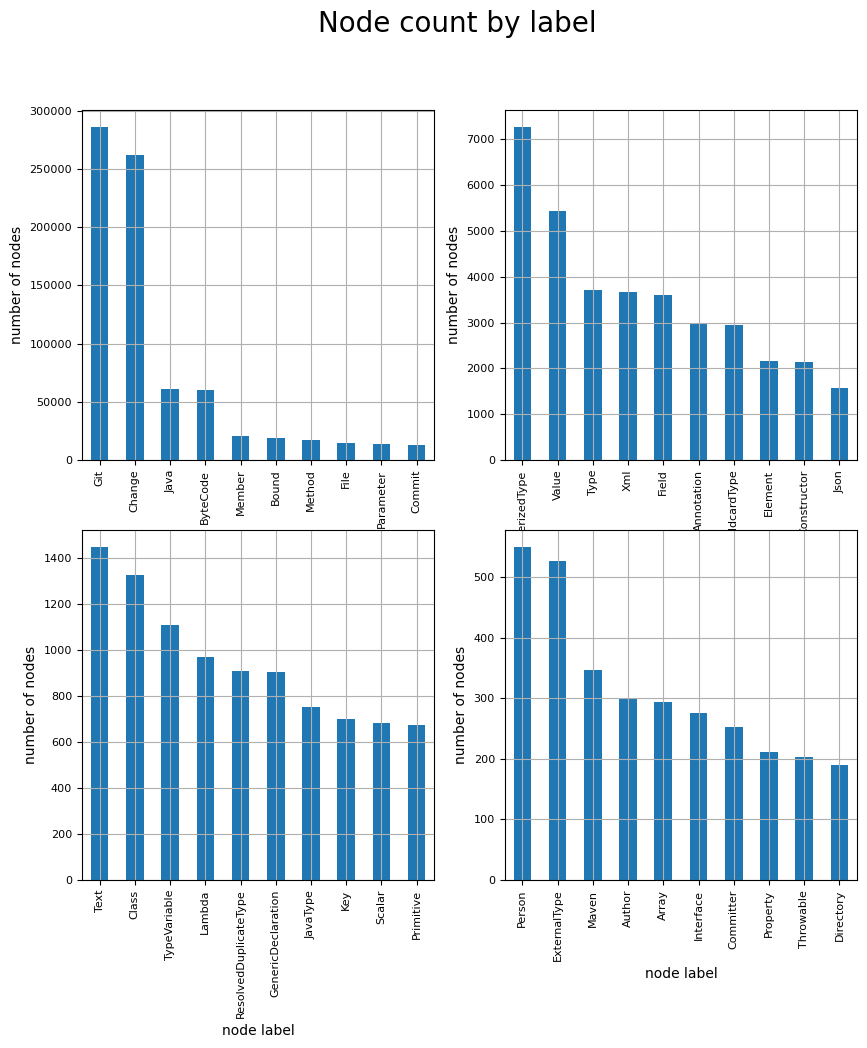 Node count by label
300000
250000
200000
150000
100000
50000
0
number of nodes
Git
Change
Java
ByteCode
Member
Bound
Method
File
Parameter
Commit
7000
6000
5000
4000
3000
2000
1000
0
number of nodes
erizedType
Value
Type
Xml
Field
Annotation
ldcardType
Element
Constructor
Json
1400
1200
1000
800
600
400
200
0
number of nodes
Text
Class
TypeVariable
Lambda
ResolvedDuplicateType
GenericDeclaration
JavaType
Key
Scalar
Primitive
node label
500
400
300
200
100
0
number of nodes
Person
ExternalType
Maven
Author
Array
Interface
Committer
Property
Throwable
Directory
node label